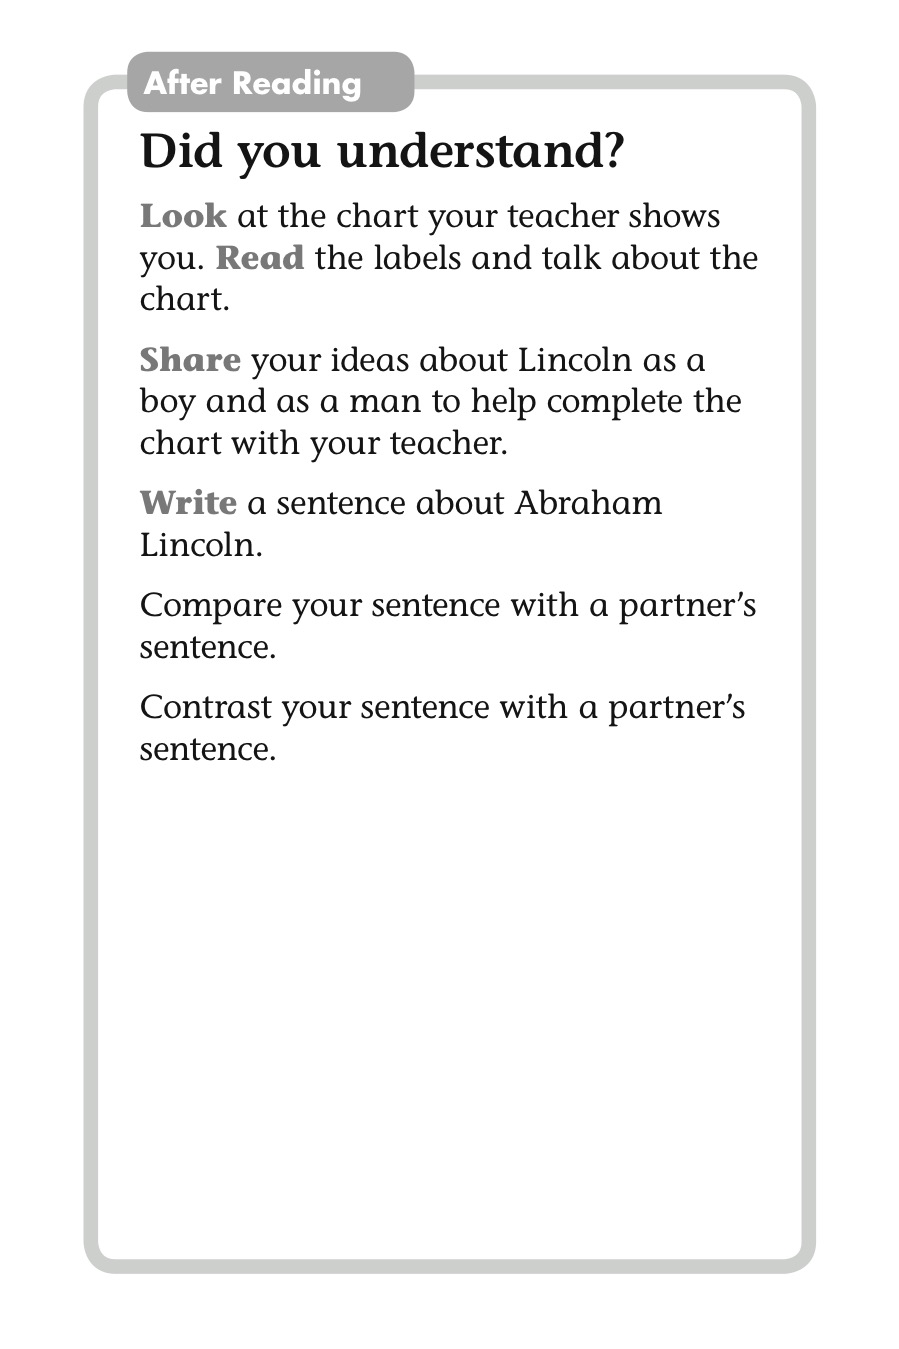 After Reading
Did you understand?
Look at the chart your teacher shows
you. Read the labels and talk about the
chart.
Share your ideas about Lincoln as a
boy and as a man to help complete the
chart with your teacher.
Write a sentence about Abraham
Lincoln.
Compare your sentence with a partner’s
sentence.
Contrast your sentence with a partner’s
sentence.